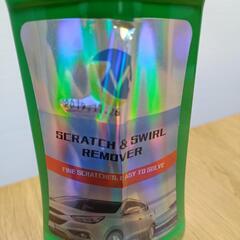 SCRATCH & SWIRL
REMOVER
FINE SCRATCHES, EASY TO SOLVE